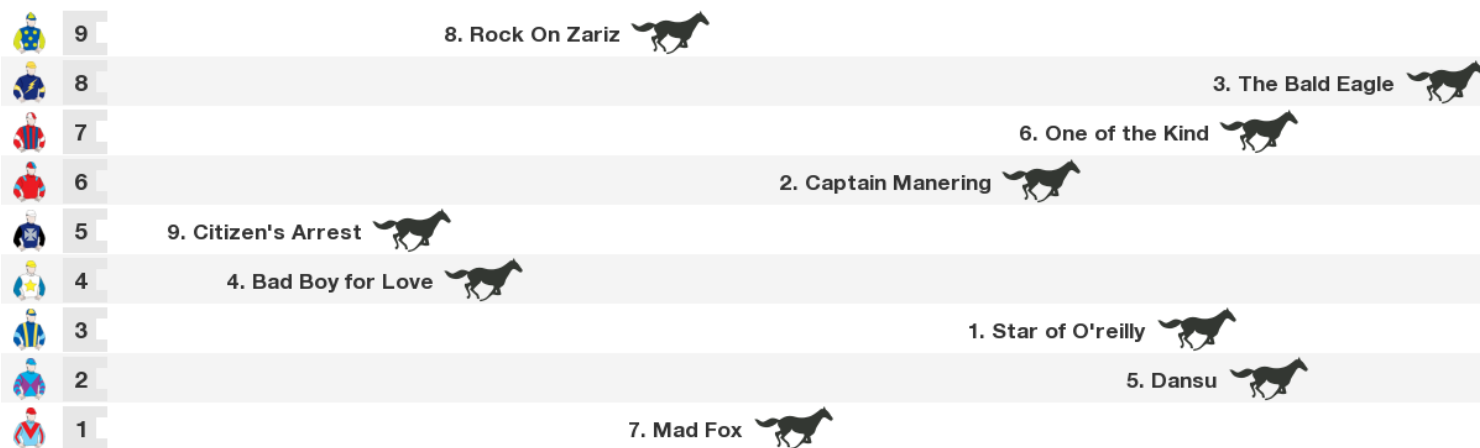 9 8. Rock On Zariz
8 3. The Bald Eagle
7 6. One of the Kind
6 2. Captain Manering
5 9. Citizen's Arrest
4 4. Bad Boy for Love
3 1. Star of O'reilly
2 5. Dansu
1 7. Mad Fox